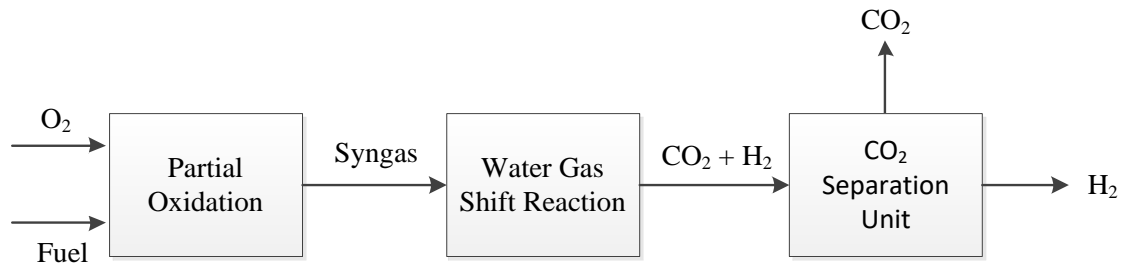 CO₂
O₂
Fuel
Partial
Oxidation
Syngas
Water Gas
Shift Reaction
CO₂ + H₂
CO₂
Separation
Unit
H₂